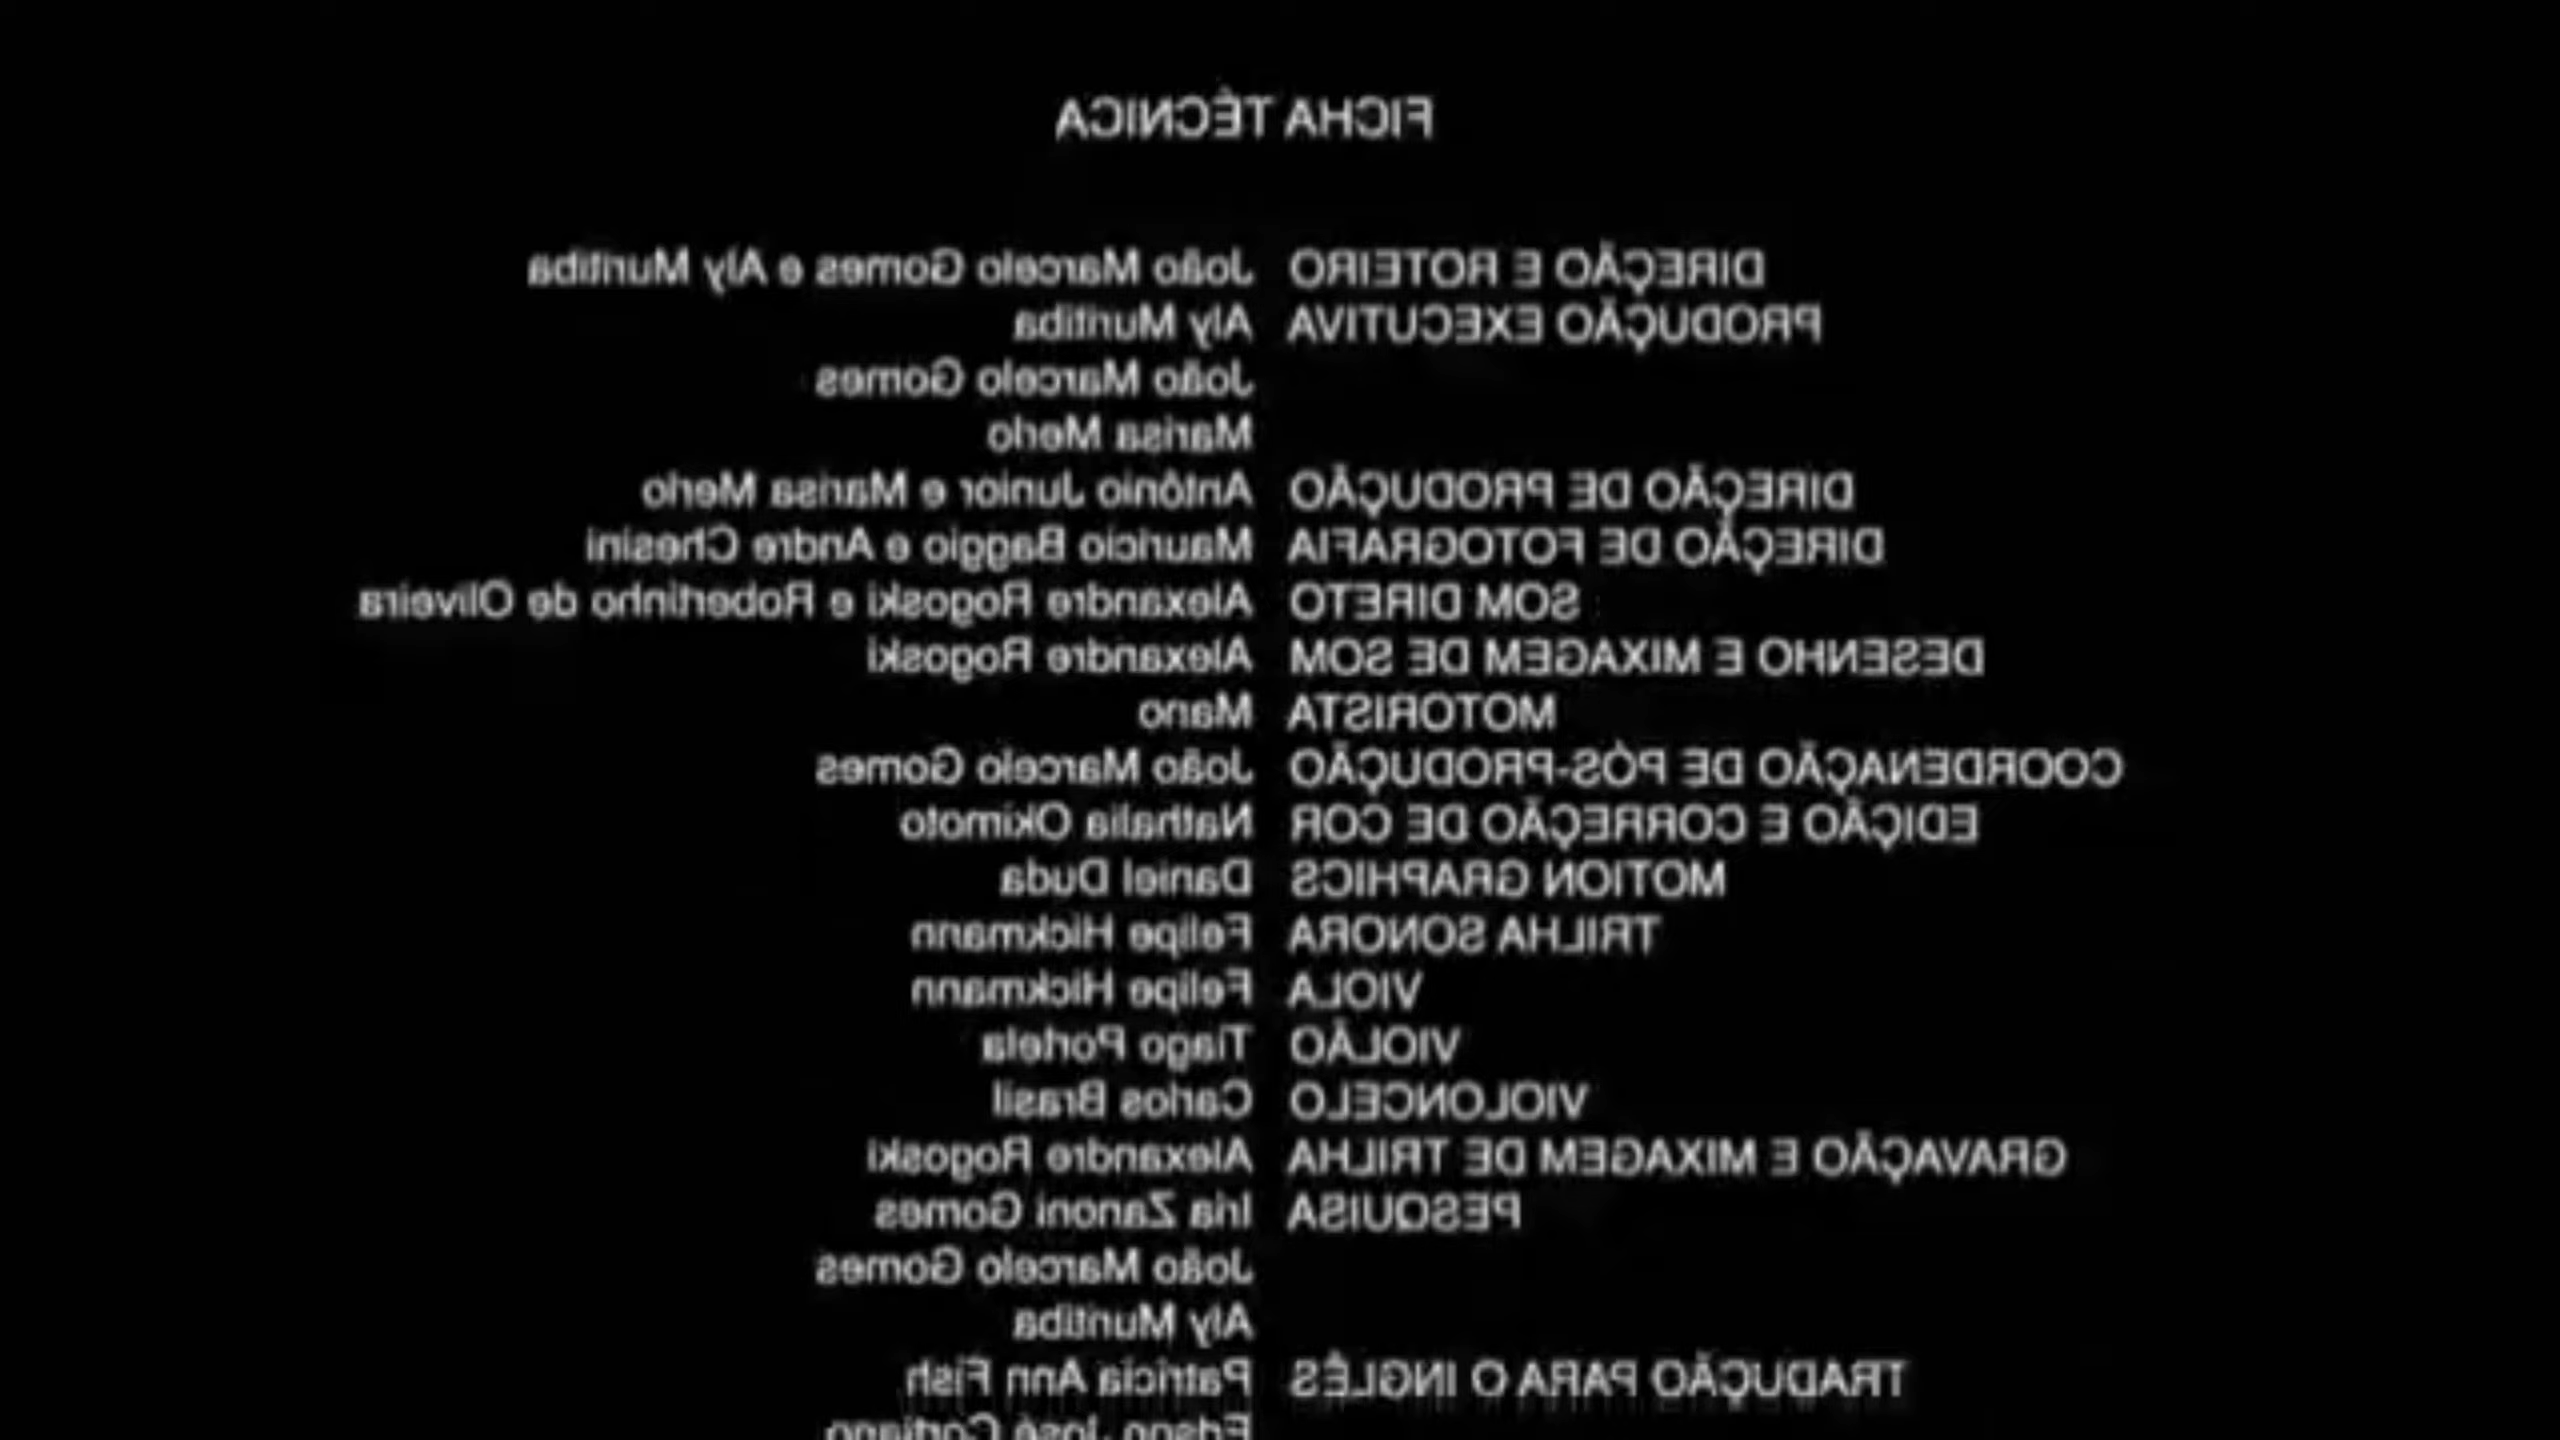 FICHA TÉCNICA
DIREÇÃO E ROTEIRO João Marcelo Gomes e Aly Muritiba
PRODUÇÃO EXECUTIVA Aly Muritiba
João Marcelo Gomes
Marisa Merlo
DIREÇÃO DE PRODUÇÃO Antônio Junior e Marisa Merlo
DIREÇÃO DE FOTOGRAFIA Mauricio Baggio e Andre Chesini
SOM DIRETO Alexandre Rogoski e Robertinho de Oliveira
DESENHO E MIXAGEM DE SOM Alexandre Rogoski
MOTORISTA Mano
COORDENAÇÃO DE PÓS-PRODUÇÃO João Marcelo Gomes
EDIÇÃO E CORREÇÃO DE COR Nathalia Okimoto
MOTION GRAPHICS Daniel Duda
TRILHA SONORA Felipe Hickmann
VIOLA Felipe Hickmann
VIOLÃO Tiago Portela
VIOLONCELO Carlos Brasil
GRAVAÇÃO E MIXAGEM DE TRILHA Alexandre Rogoski
PESQUISA Iria Zanoni Gomes
João Marcelo Gomes
Aly Muritiba
TRADUÇÃO PARA O INGLÊS Patricia Ann Fish
Edson José Cortiano